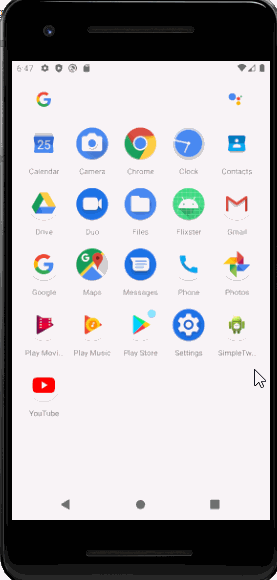 6:47
G
Calendar Camera Chrome Clock Contacts
25
Drive Duo Files Flixster Gmail
Google Maps Messages Phone Photos
Play Movi.. Play Music Play Store Settings SimpleTw..
YouTube